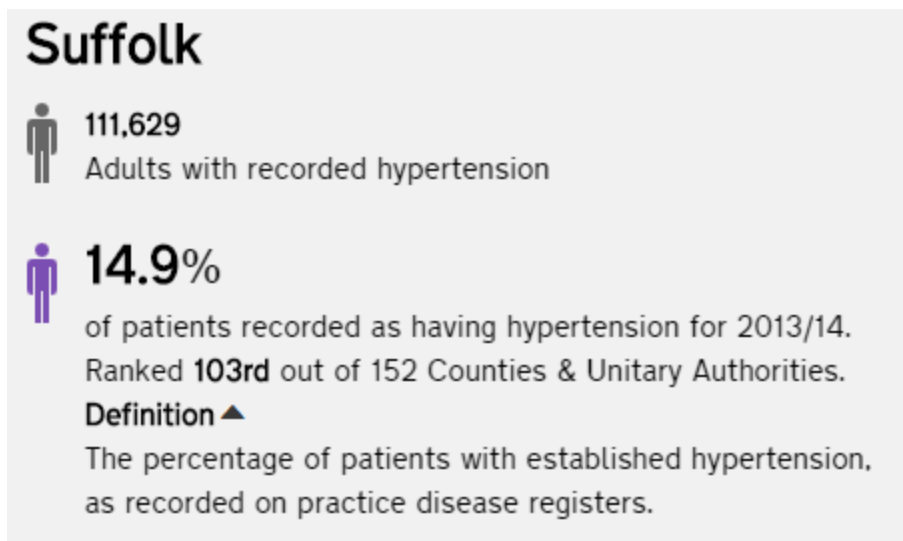 Suffolk
111,629
Adults with recorded hypertension
14.9%
of patients recorded as having hypertension for 2013/14.
Ranked 103rd out of 152 Counties & Unitary Authorities.
Definition
The percentage of patients with established hypertension,
as recorded on practice disease registers.